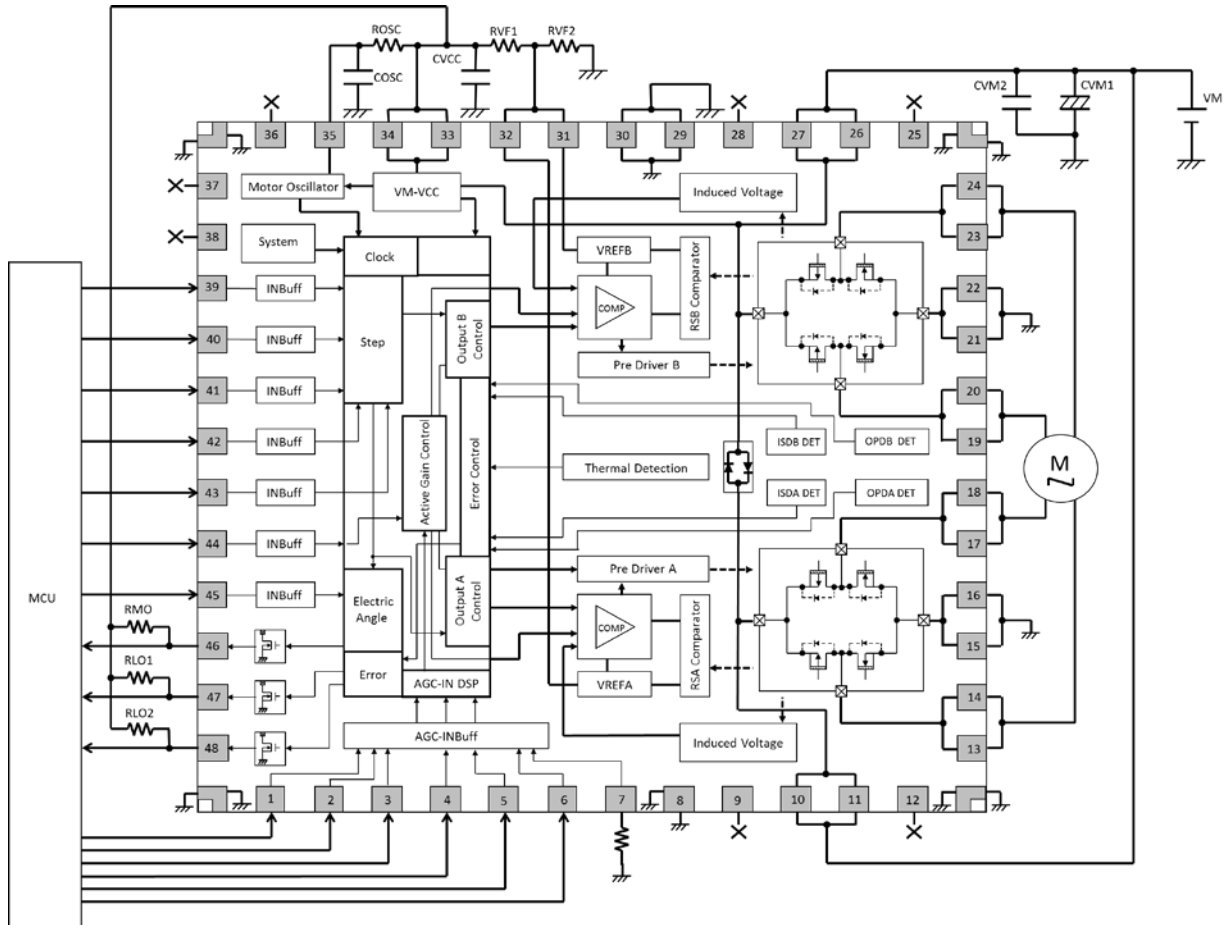 ROSC
RVF1
RVF2
COSC
CVCC
CVM2
CVM1
VM
36
35
34
33
32
31
30
29
28
27
26
25
37
Motor Oscillator
VM-VCC
Induced Voltage
24
38
System
Clock
VREFB
23
39
INBuff
Step
Output B
Control
COMP
RSB Comparator
22
40
INBuff
21
41
INBuff
Pre Driver B
20
42
INBuff
Active Gain Control
Error Control
ISDB DET
OPDB DET
19
Thermal Detection
M
43
INBuff
ISDA DET
OPDA DET
18
44
INBuff
17
MCU
45
INBuff
Electric
Angle
Output A
Control
Pre Driver A
16
RMO
46
COMP
RSA Comparator
15
RLO1
47
Error
AGC-IN DSP
VREFA
14
RLO2
48
AGC-INBuff
Induced Voltage
13
1
2
3
4
5
6
7
8
9
10
11
12